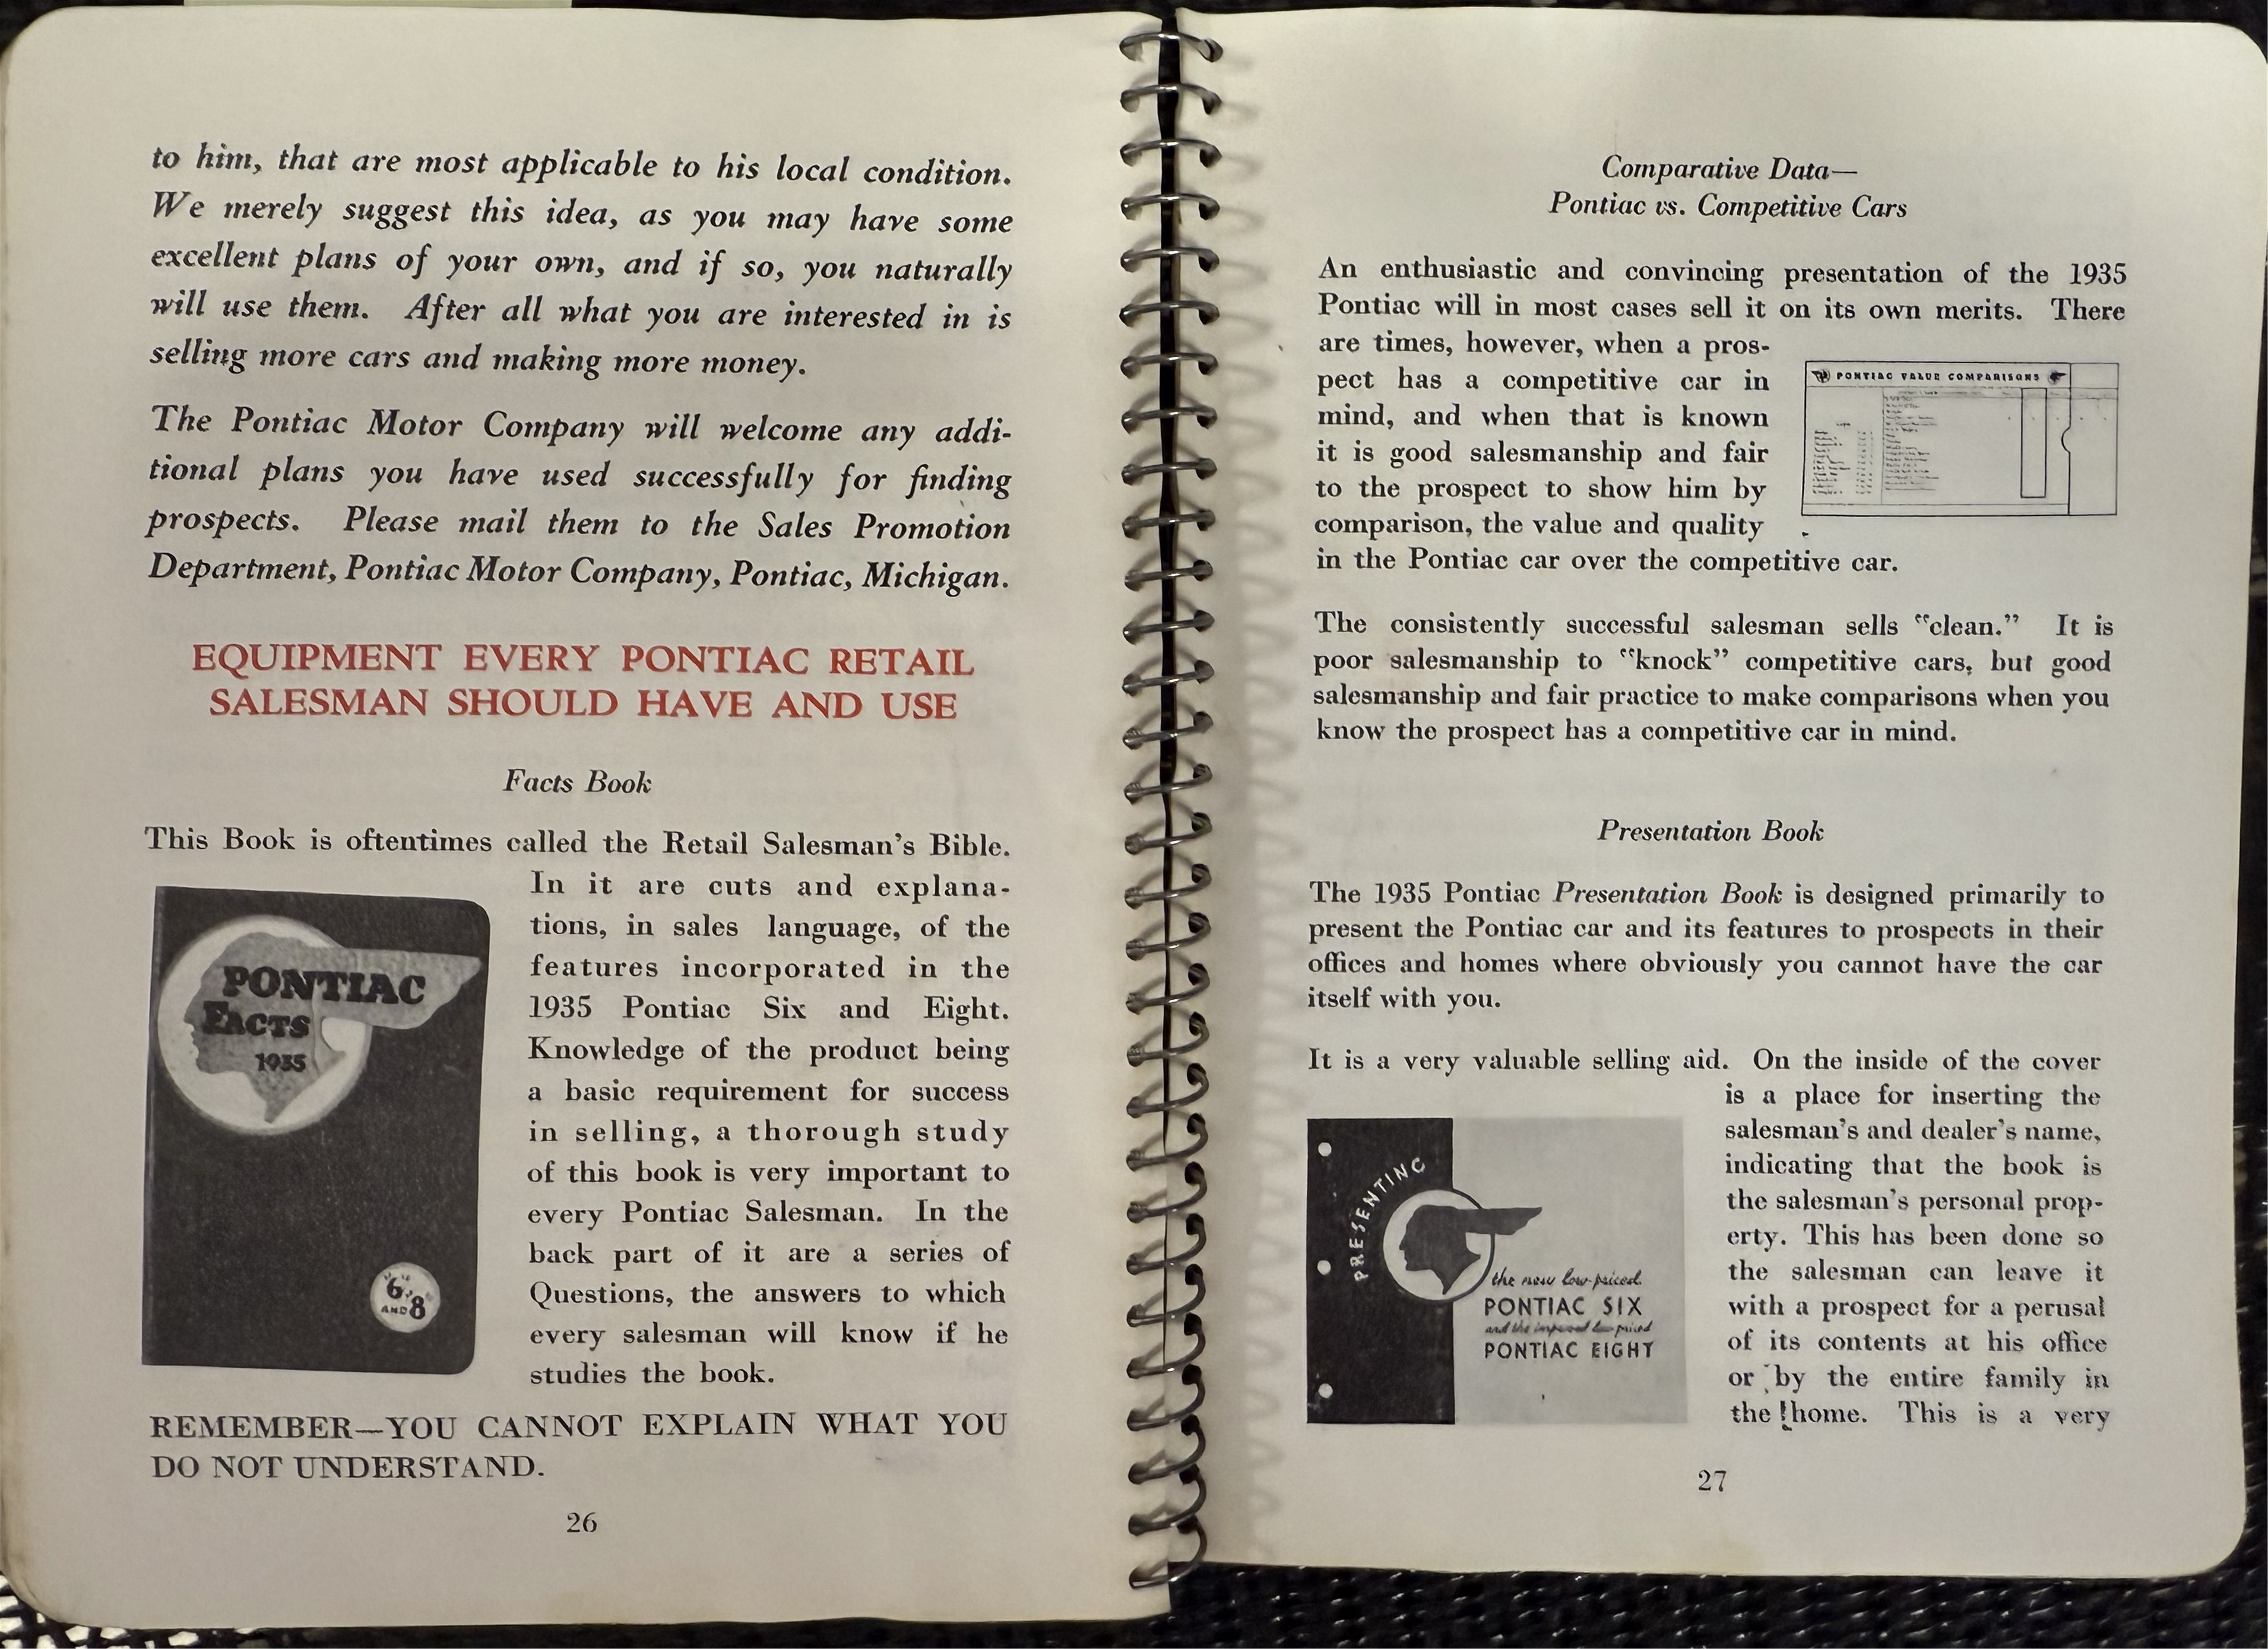 to him, that are most applicable to his local condition.
We merely suggest this idea, as you may have some
excellent plans of your own, and if so, you naturally
will use them. After all what you are interested in is
selling more cars and making more money.
The Pontiac Motor Company will welcome any addi-
tional plans you have used successfully for finding
prospects. Please mail them to the Sales Promotion
Department, Pontiac Motor Company, Pontiac, Michigan.
EQUIPMENT EVERY PONTIAC RETAIL
SALESMAN SHOULD HAVE AND USE
Facts Book
This Book is oftentimes called the Retail Salesman's Bible.
In it are cuts and explana-
tions, in sales language, of the
features incorporated in the
1935 Pontiac Six and Eight.
Knowledge of the product being
a basic requirement for success
in selling, a thorough study
of this book is very important to
every Pontiac Salesman. In the
back part of it are a series of
Questions, the answers to which
every salesman will know if he
studies the book.
PONTIAC
FACTS
1935
6
AND 8
REMEMBER—YOU CANNOT EXPLAIN WHAT YOU
DO NOT UNDERSTAND.
26
Comparative Data—
Pontiac vs. Competitive Cars
An enthusiastic and convincing presentation of the 1935
Pontiac will in most cases sell it on its own merits. There
are times, however, when a pros-
pect has a competitive car in
mind, and when that is known
it is good salesmanship and fair
to the prospect to show him by
comparison, the value and quality
in the Pontiac car over the competitive car.
PONTIAC VALUE COMPARISONS
The consistently successful salesman sells "clean." It is
poor salesmanship to "knock" competitive cars, but good
salesmanship and fair practice to make comparisons when you
know the prospect has a competitive car in mind.
Presentation Book
The 1935 Pontiac Presentation Book is designed primarily to
present the Pontiac car and its features to prospects in their
offices and homes where obviously you cannot have the car
itself with you.
It is a very valuable selling aid. On the inside of the cover
is a place for inserting the
salesman's and dealer's name,
indicating that the book is
the salesman's personal prop-
erty. This has been done so
the salesman can leave it
with a prospect for a perusal
of its contents at his office
or by the entire family in
the home. This is a very
PRESENTING
the new low-priced
PONTIAC SIX
and the improved low-priced
PONTIAC EIGHT
27